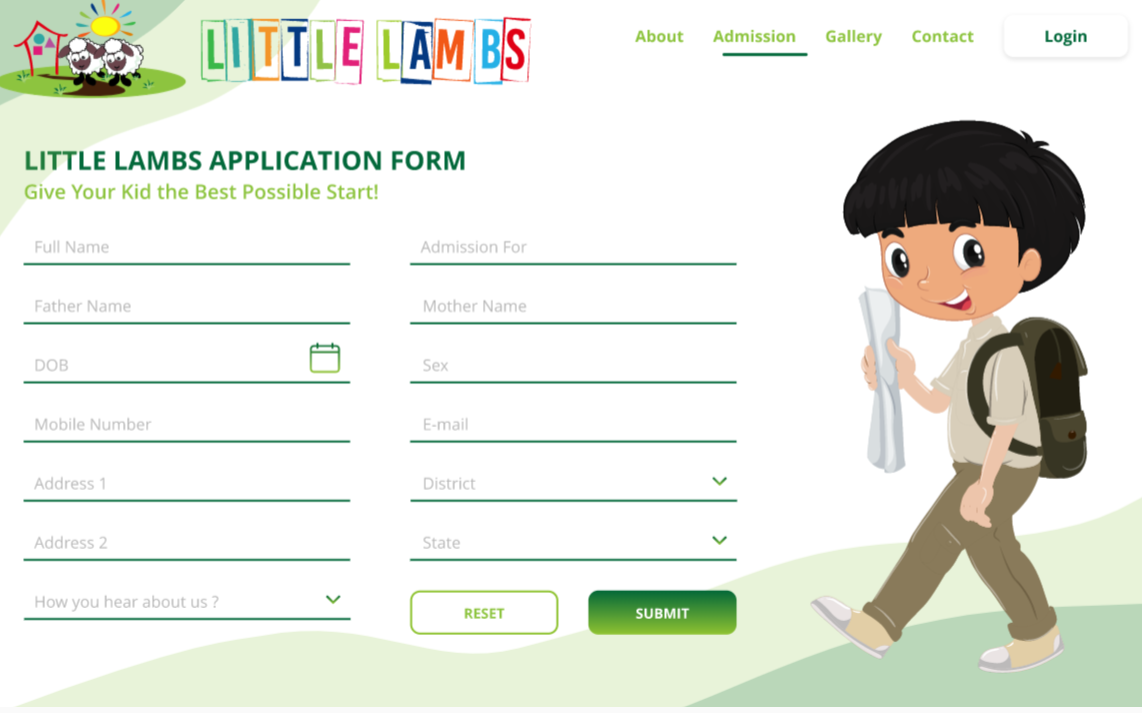 LITTLE LAMBS
About Admission Gallery Contact Login
LITTLE LAMBS APPLICATION FORM
Give Your Kid the Best Possible Start!
Full Name Admission For
Father Name Mother Name
DOB Sex
Mobile Number E-mail
Address 1 District
Address 2 State
How you hear about us ? RESET SUBMIT